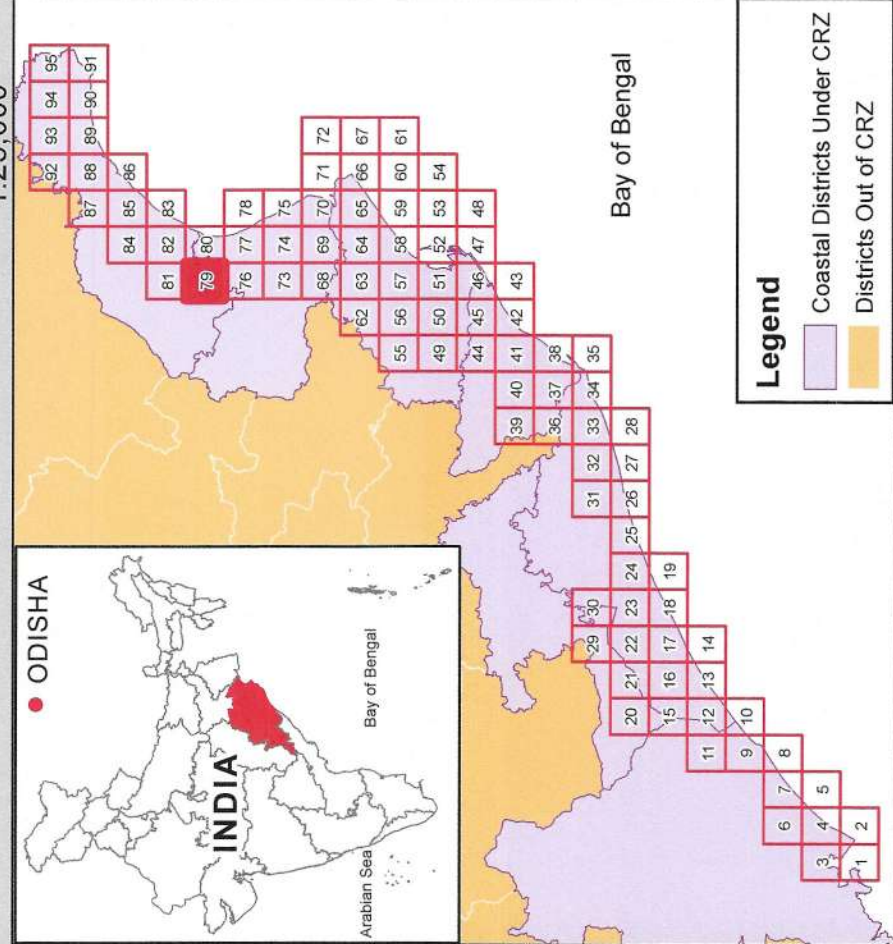 1:25,000
ODISHA
INDIA
Arabian Sea
Bay of Bengal
92 93 94 95
87 88 89 90 91
84 85 86
81 82 83
79 80
76 77 78
73 74 75
68 69 70 71 72
62 63 64 65 66 67
55 56 57 58 59 60 61
49 50 51 52 53 54
44 45 46 47 48
39 40 41 42 43
36 37 38
31 32 33 34 35
29 30
20 21 22 23 24 25 26 27 28
15 16 17 18 19
11 12 13 14
9 10
6 7 8
3 4 5
1 2
Bay of Bengal
Legend
Coastal Districts Under CRZ
Districts Out of CRZ